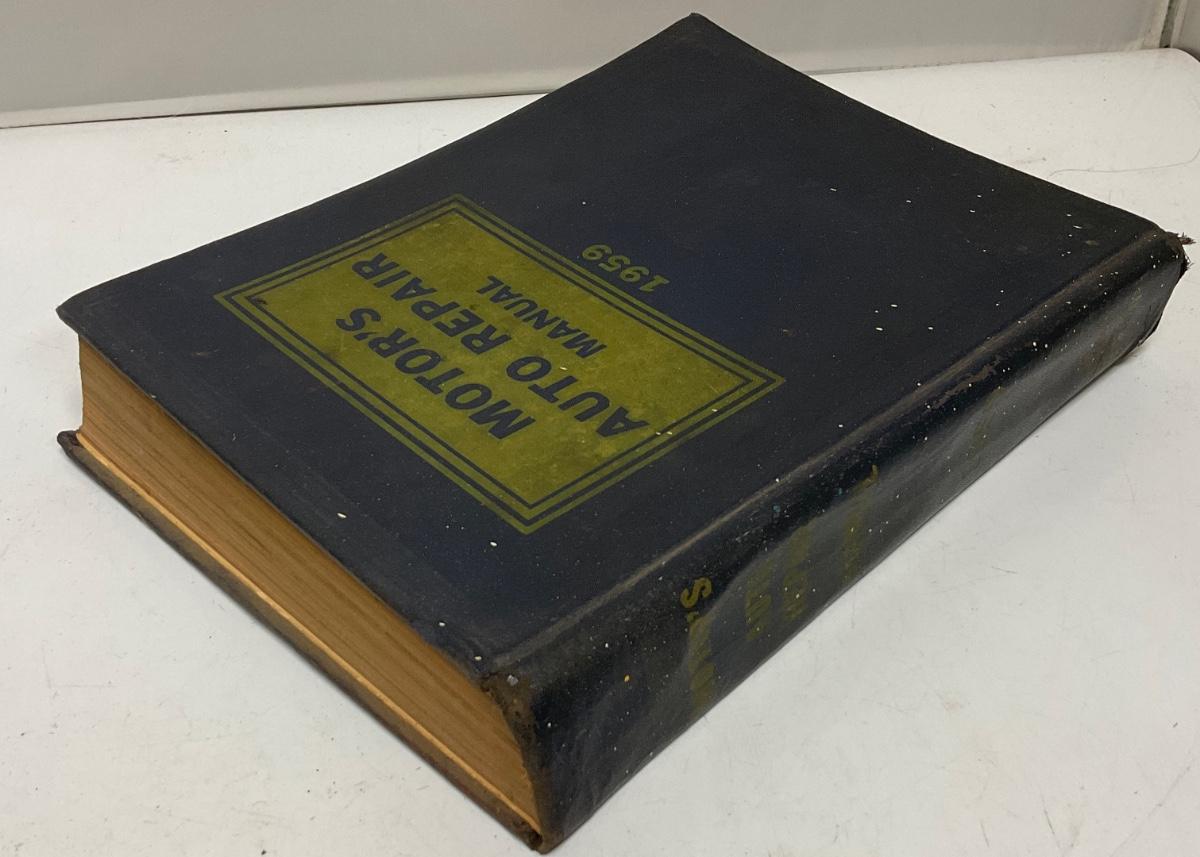 MOTOR'S
AUTO REPAIR
MANUAL
1959